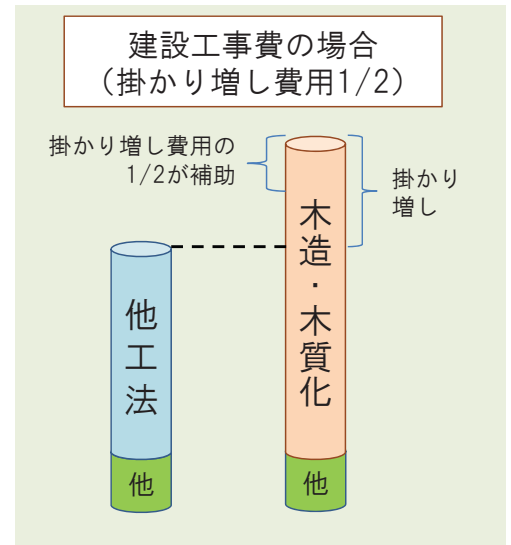 建設工事費の場合
（掛かり増し費用1/2）
掛かり増し費用の
1/2が補助
掛かり
増し
他工法
木造・木質化
他
他